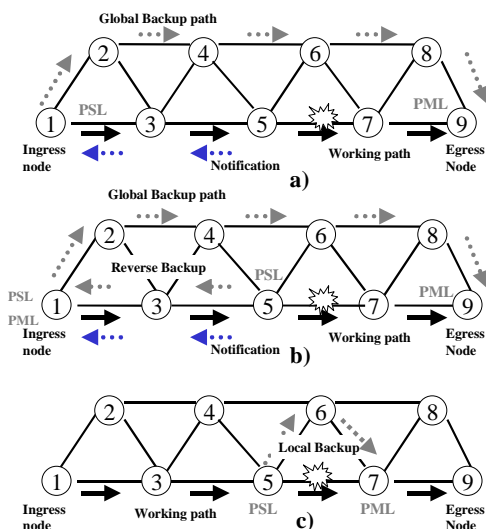 Global Backup path
2 4 6 8
PSL PML
1 3 5 7 9
Ingress node
Notification
Working path
Egress Node
a)
Global Backup path
2 4 6 8
Reverse Backup
PSL
PSL PML
PML
1 3 5 7 9
Ingress node
Notification
Working path
Egress Node
b)
2 4 6 8
Local Backup
1 3 5 7 9
Ingress node
Working path
PSL
PML
Egress Node
c)